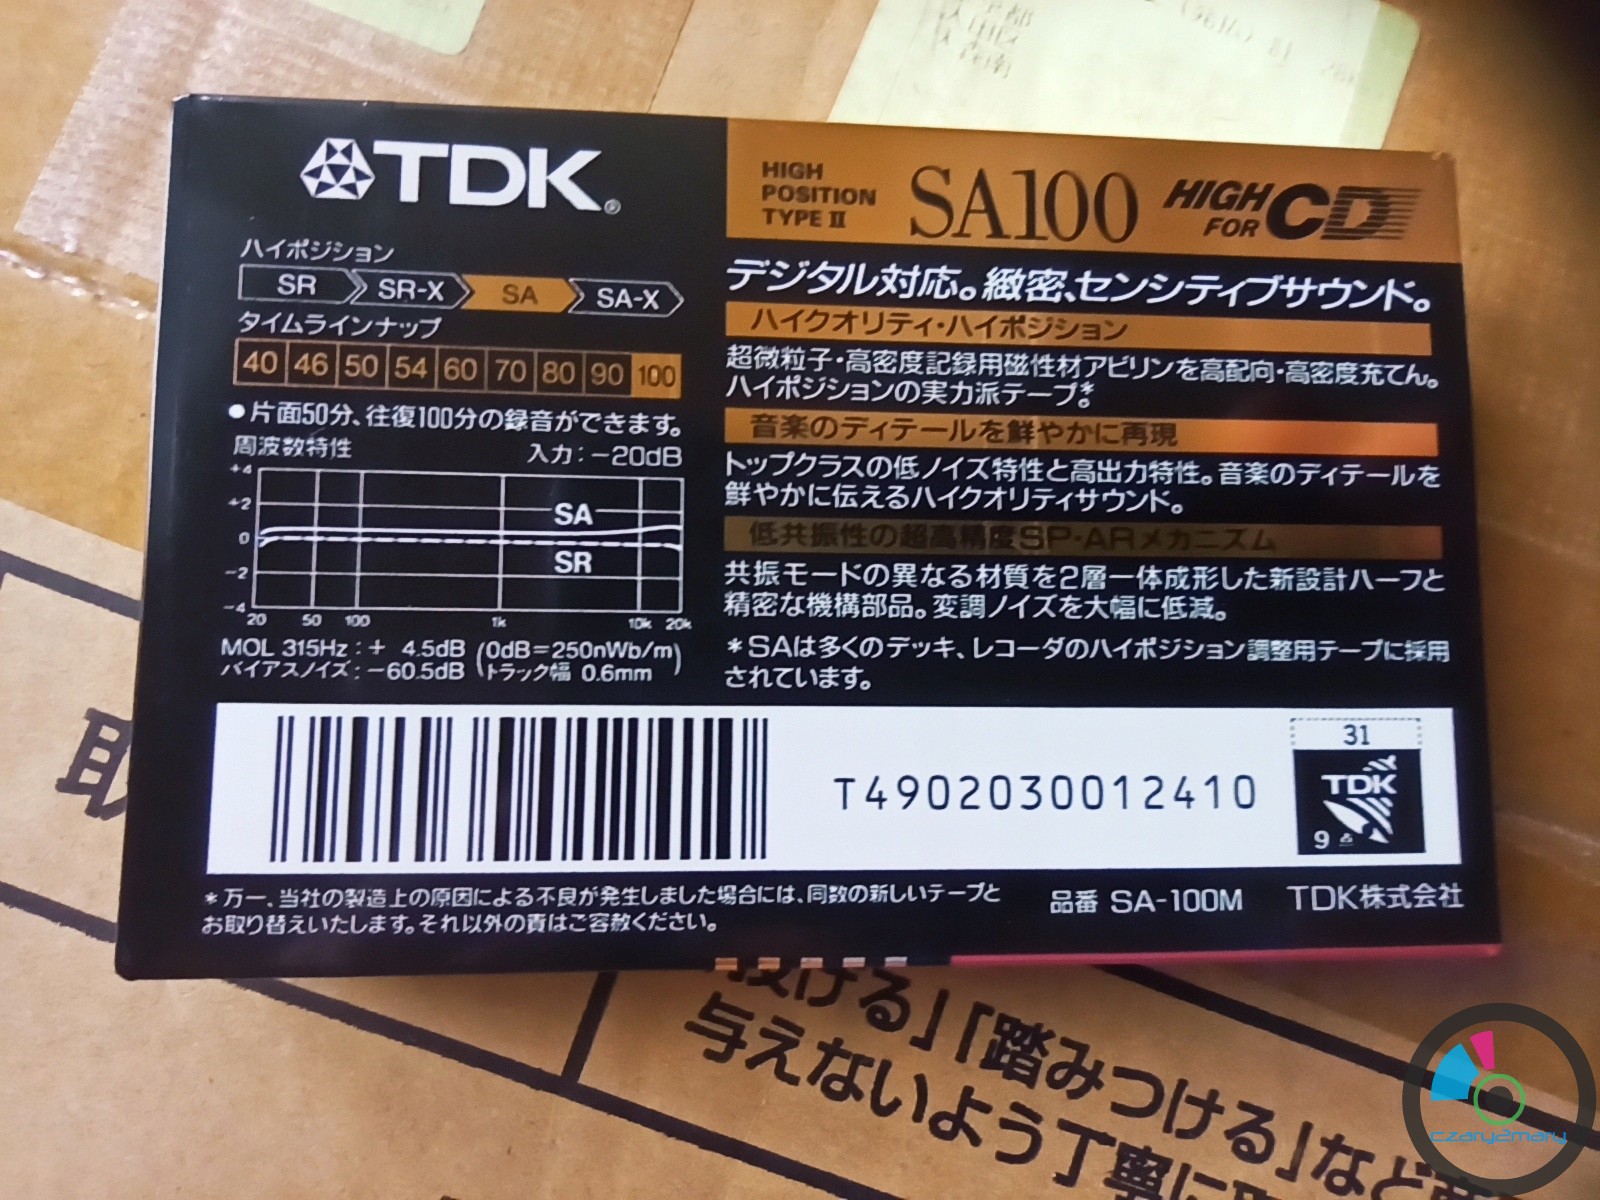 TDK®
HIGH
POSITION
TYPE II
SA100
HIGH
FOR
CD
ハイポジション
SR SR-X SA SA-X
タイムラインナップ
40 46 50 54 60 70 80 90 100
●片面50分、往復100分の録音ができます。
周波数特性 入力:−20dB
+4
+2
0
−2
−4
SA
SR
20 50 100 1k 10k 20k
MOL 315Hz:+ 4.5dB (0dB=250nWb/m
バイアスノイズ:−60.5dB トラック幅 0.6mm)
デジタル対応。緻密、センシティブサウンド。
ハイクオリティ・ハイポジション
超微粒子・高密度記録用磁性材アビリンを高配向・高密度充てん。
ハイポジションの実力派テープ。*
音楽のディテールを鮮やかに再現
トップクラスの低ノイズ特性と高出力特性。音楽のディテールを
鮮やかに伝えるハイクオリティサウンド。
低共振性の超高精度SP・ARメカニズム
共振モードの異なる材質を2層一体成形した新設計ハーフと
精密な機構部品。変調ノイズを大幅に低減。
*SAは多くのデッキ、レコーダのハイポジション調整用テープに採用
されています。
T4902030012410
31
TDK
9
*万一、当社の製造上の原因による不良が発生しました場合には、同数の新しいテープと
お取り替えいたします。それ以外の責はご容赦ください。
品番 SA-100M TDK株式会社
取
投げる」「踏みつける」など
与えないよう丁寧に
czary2mary